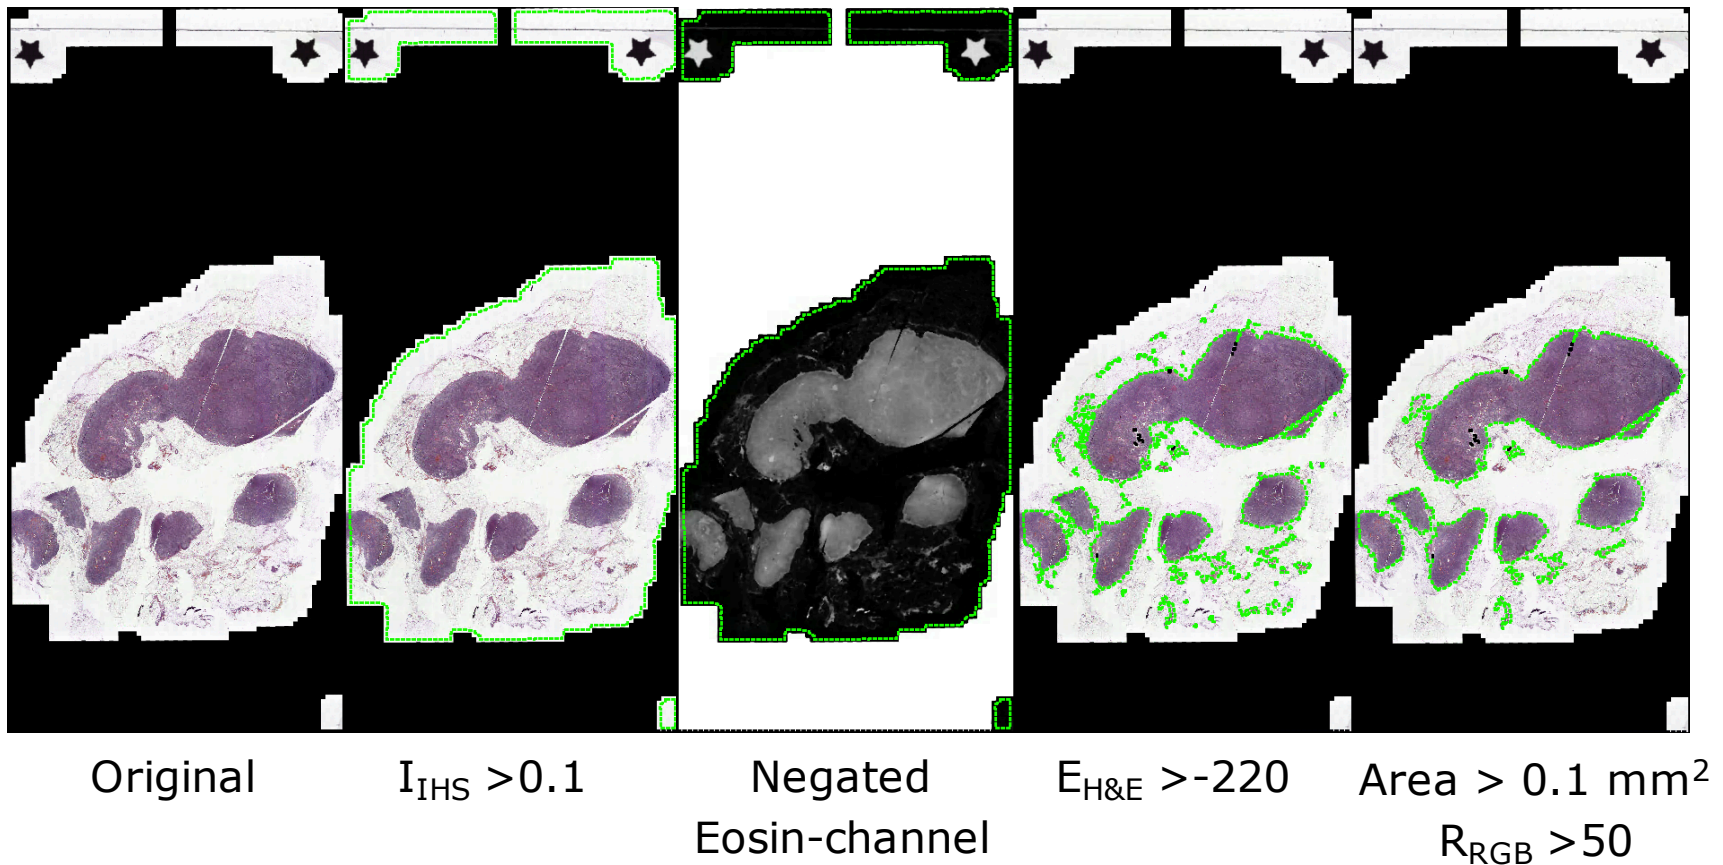 Original
I_IHS >0.1
Negated
Eosin-channel
E_H&E >-220
Area > 0.1 mm²
R_RGB >50